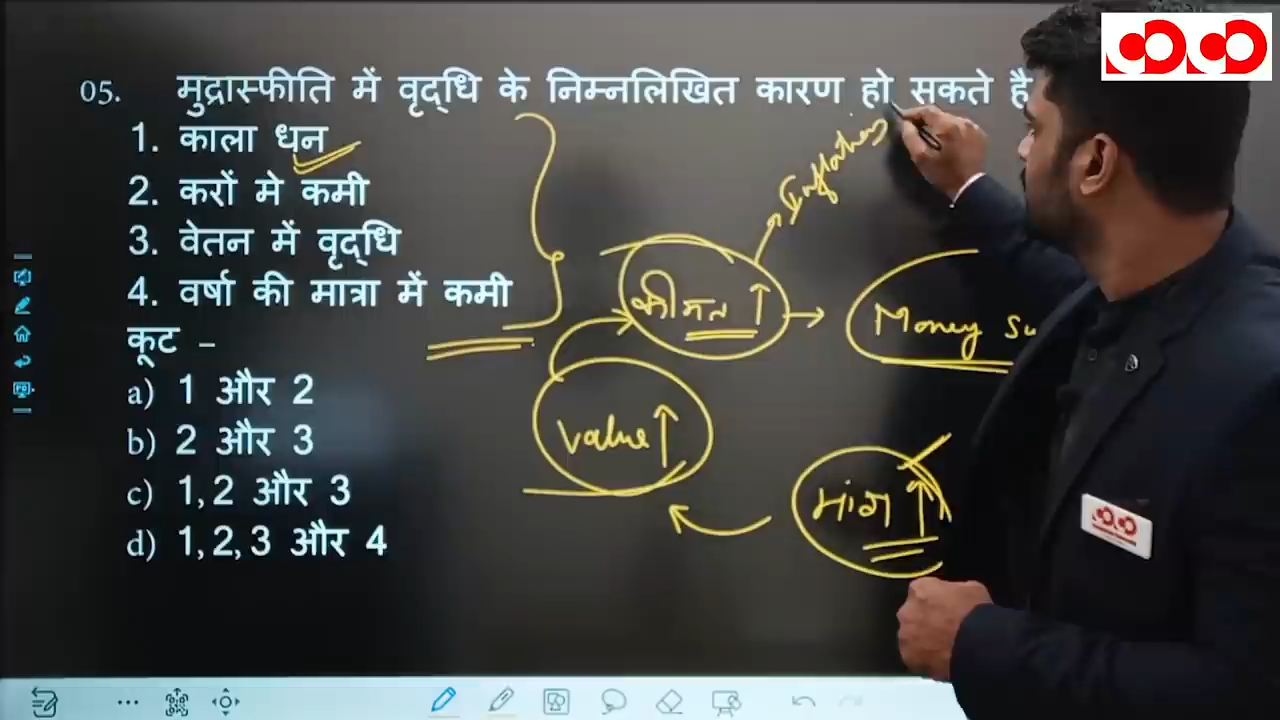 05. मुद्रास्फीति में वृद्धि के निम्नलिखित कारण हो सकते है
1. काला धन
2. करों मे कमी
3. वेतन में वृद्धि
4. वर्षा की मात्रा में कमी
कूट –
a) 1 और 2
b) 2 और 3
c) 1,2 और 3
d) 1,2,3 और 4
Inflation
कीमत ↑
Money Su
value ↑
मांग ↑